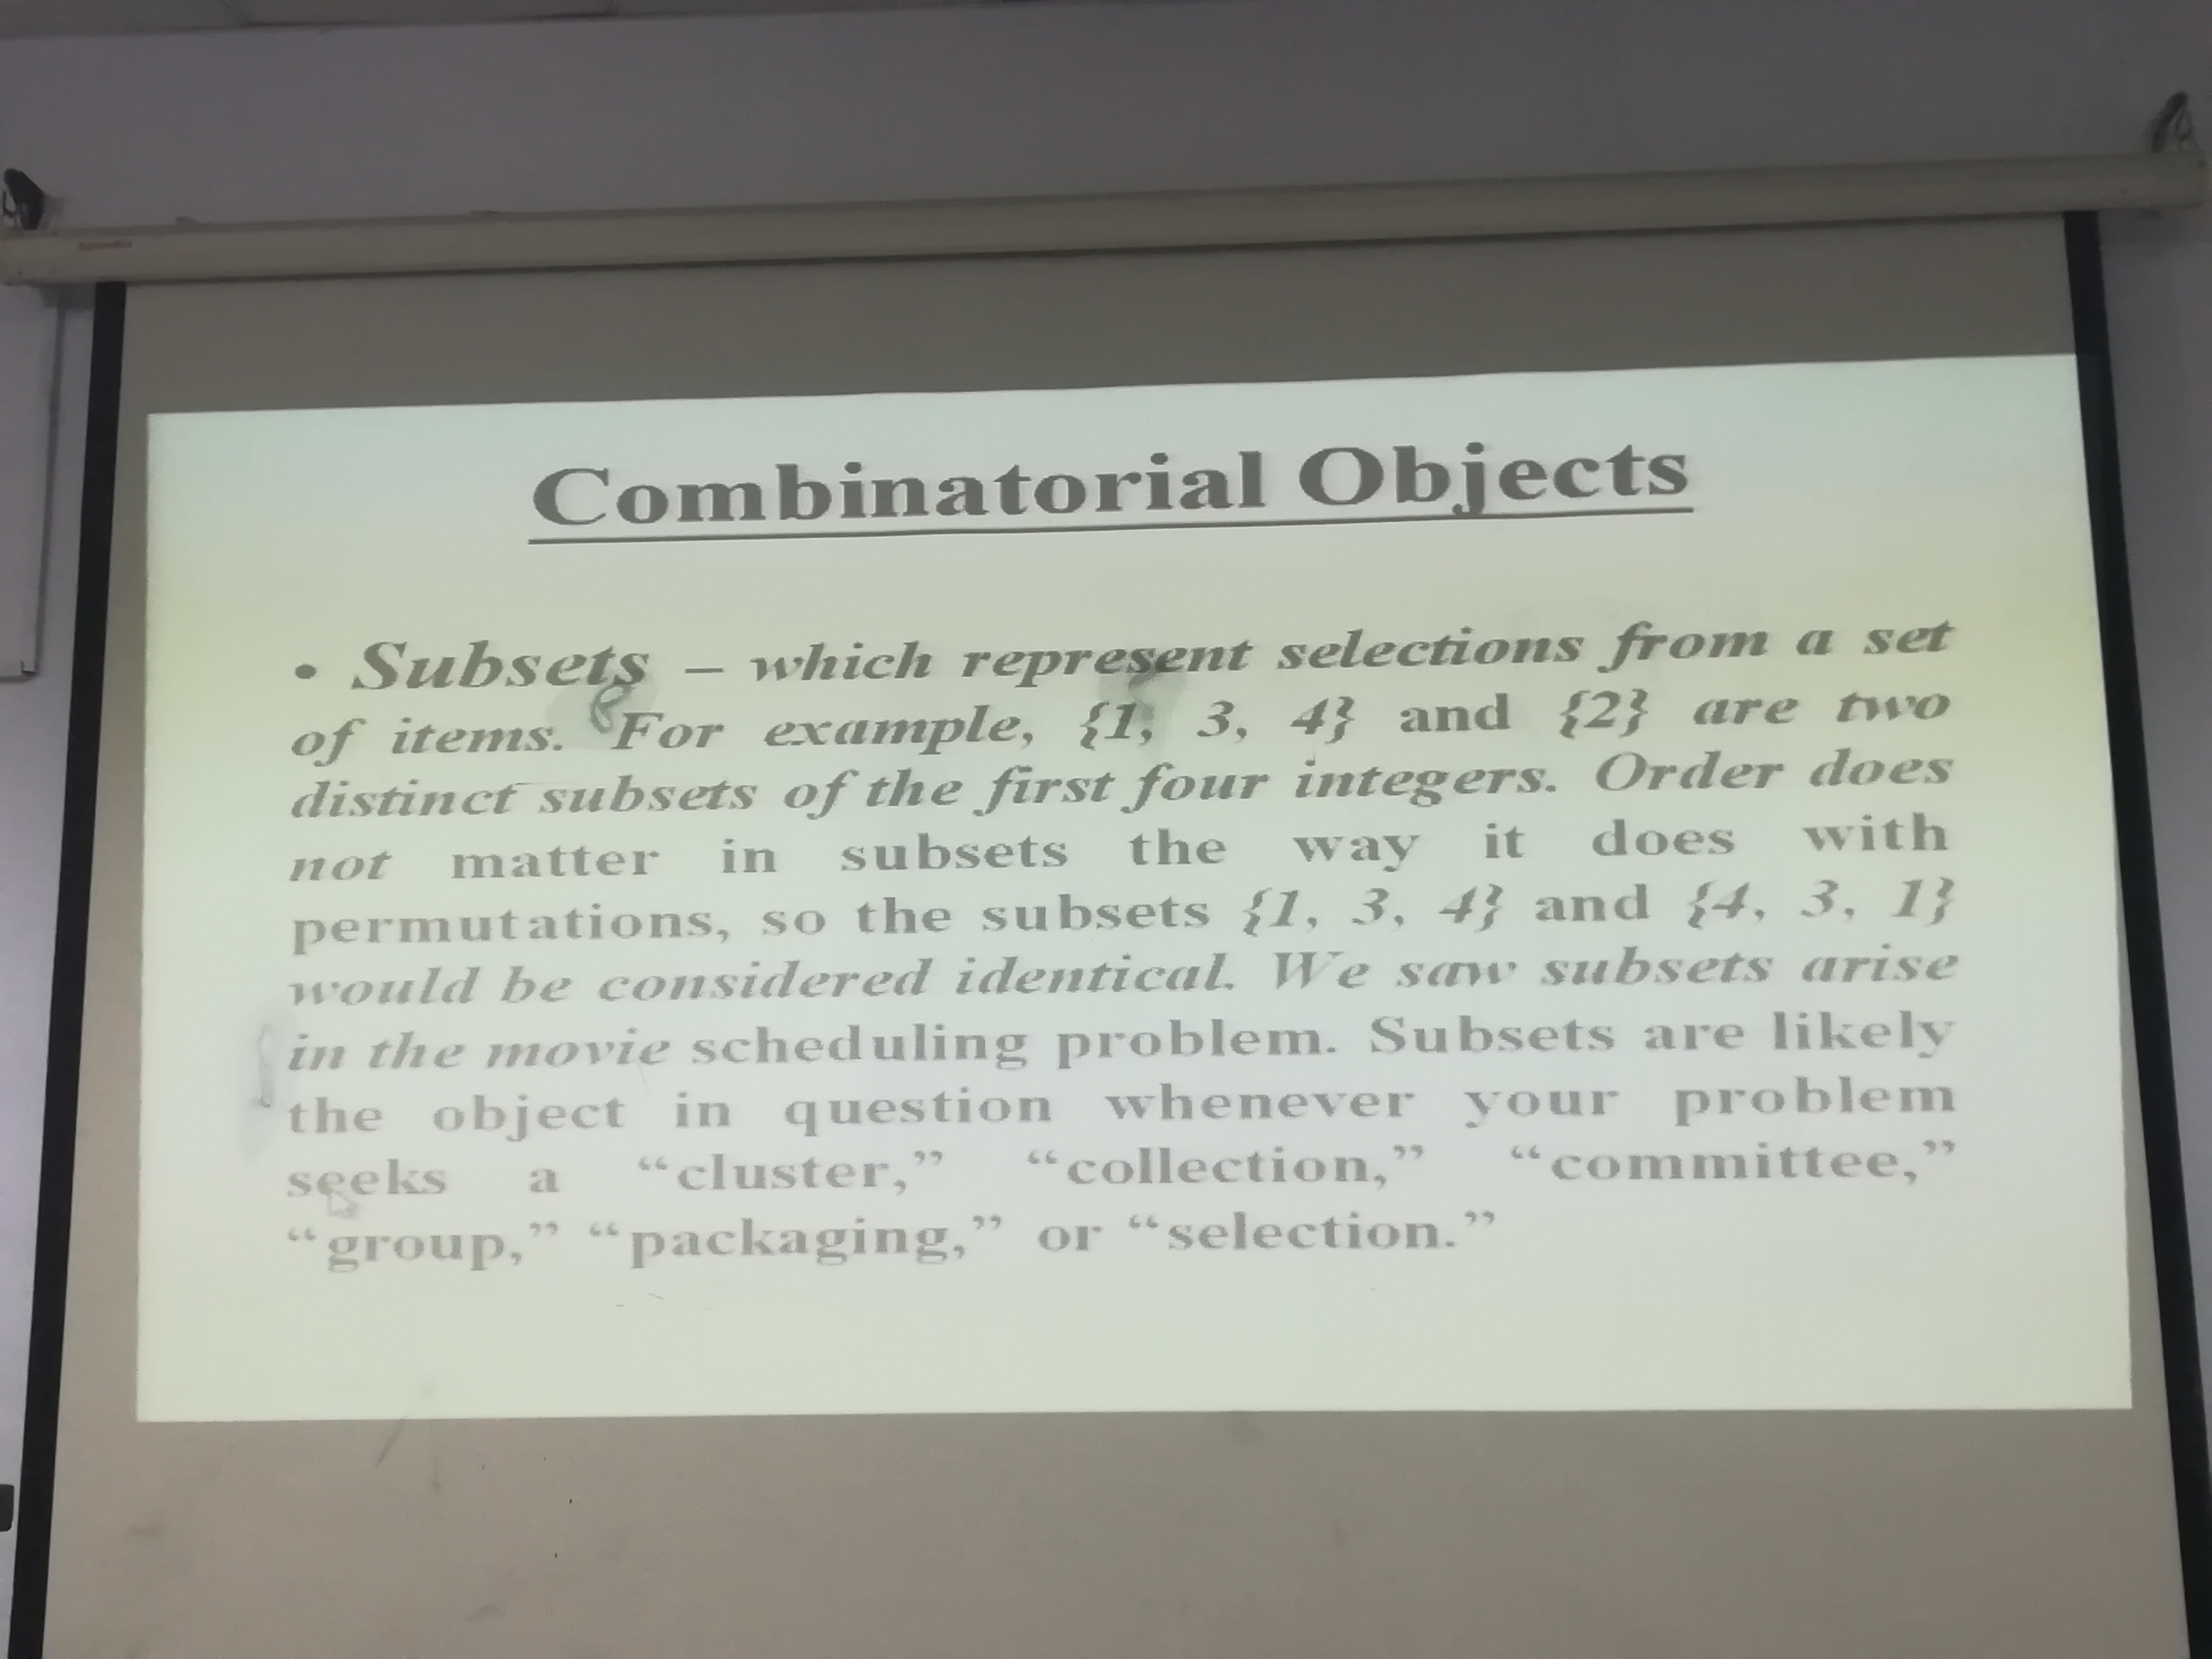 Combinatorial Objects
• Subsets – which represent selections from a set
of items. For example, {1, 3, 4} and {2} are two
distinct subsets of the first four integers. Order does
not matter in subsets the way it does with
permutations, so the subsets {1, 3, 4} and {4, 3, 1}
would be considered identical. We saw subsets arise
in the movie scheduling problem. Subsets are likely
the object in question whenever your problem
seeks a “cluster,” “collection,” “committee,”
“group,” “packaging,” or “selection.”